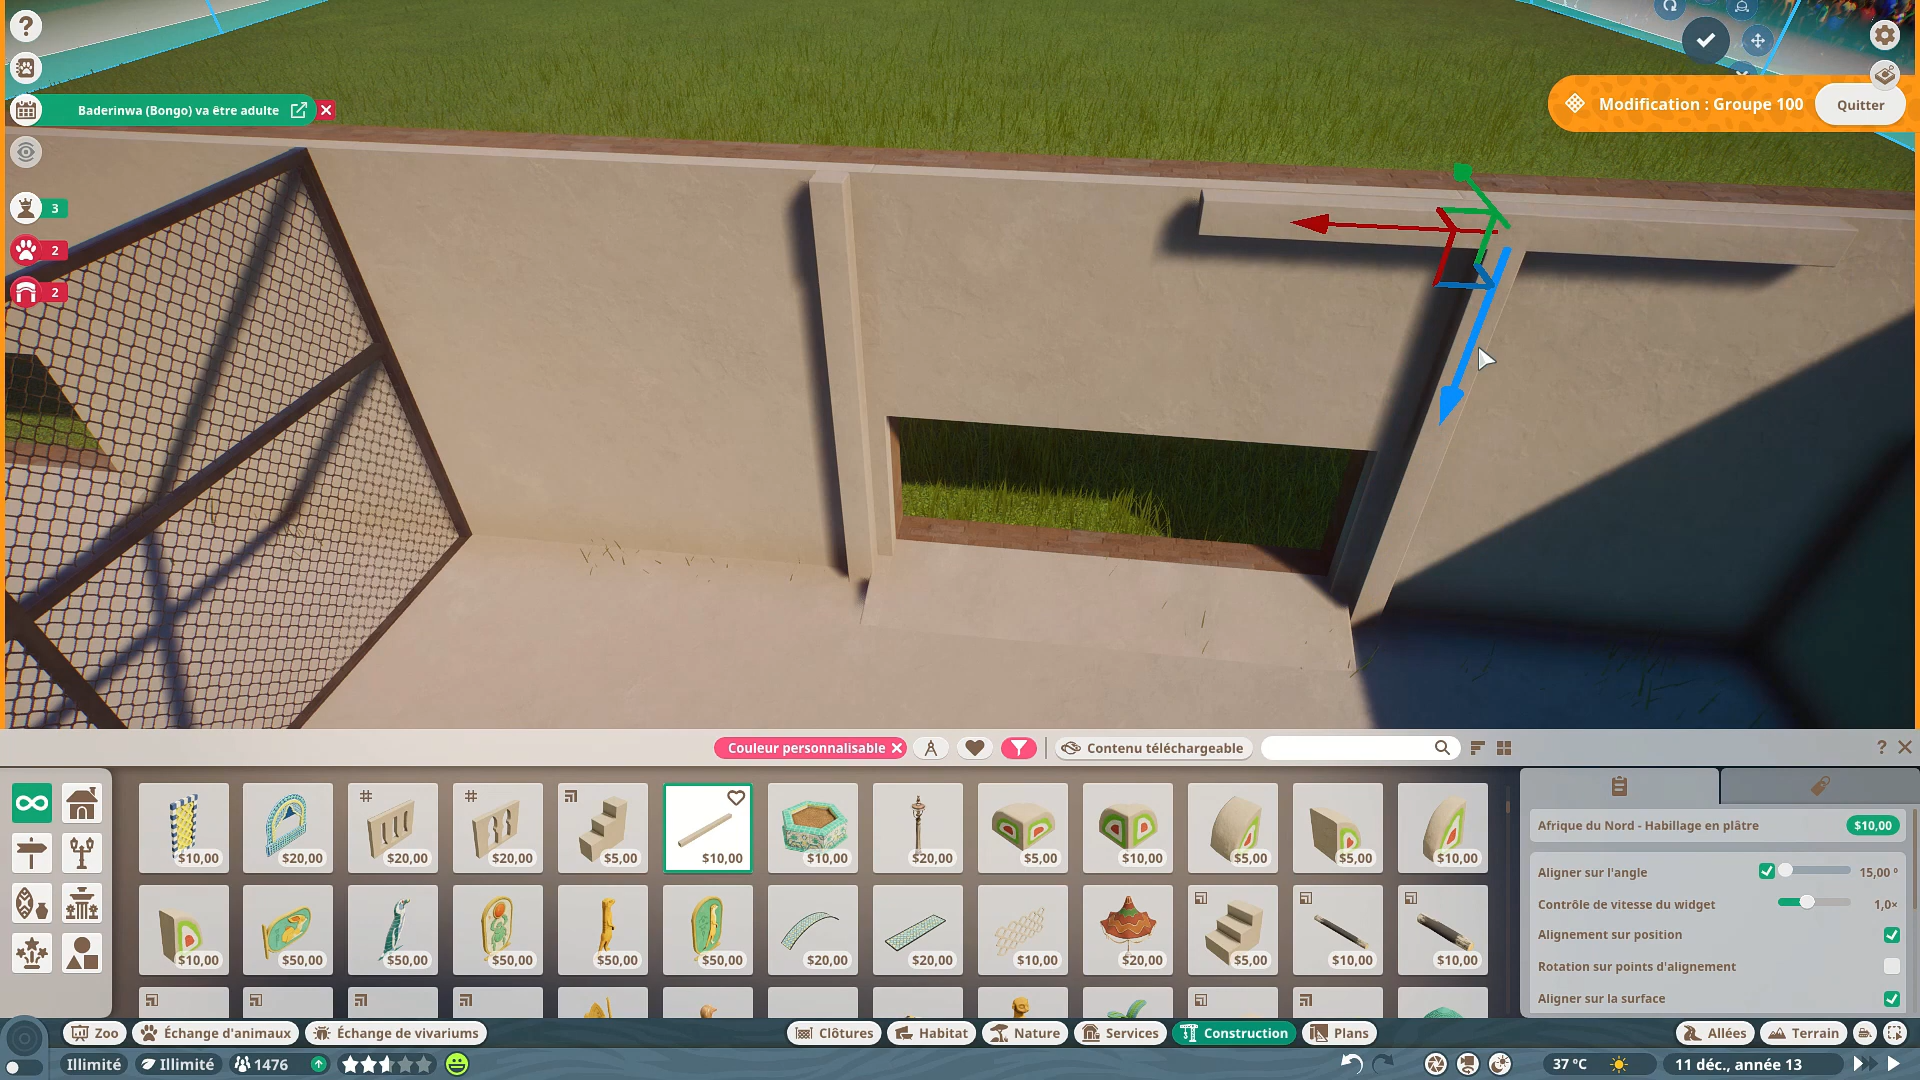 ?
Baderinwa (Bongo) va être adulte
3
2
2
Modification : Groupe 100
Quitter
Couleur personnalisable
Contenu téléchargeable
?
$10,00
$20,00
$20,00
$20,00
$5,00
$10,00
$10,00
$20,00
$5,00
$10,00
$5,00
$5,00
$10,00
$10,00
$50,00
$50,00
$50,00
$50,00
$50,00
$20,00
$20,00
$10,00
$20,00
$5,00
$10,00
$10,00
Afrique du Nord - Habillage en plâtre
$10,00
Aligner sur l'angle
15,00 º
Contrôle de vitesse du widget
1,0×
Alignement sur position
Rotation sur points d'alignement
Aligner sur la surface
Zoo
Échange d'animaux
Échange de vivariums
Clôtures
Habitat
Nature
Services
Construction
Plans
Allées
Terrain
Illimité
Illimité
1476
37 ºC
11 déc., année 13